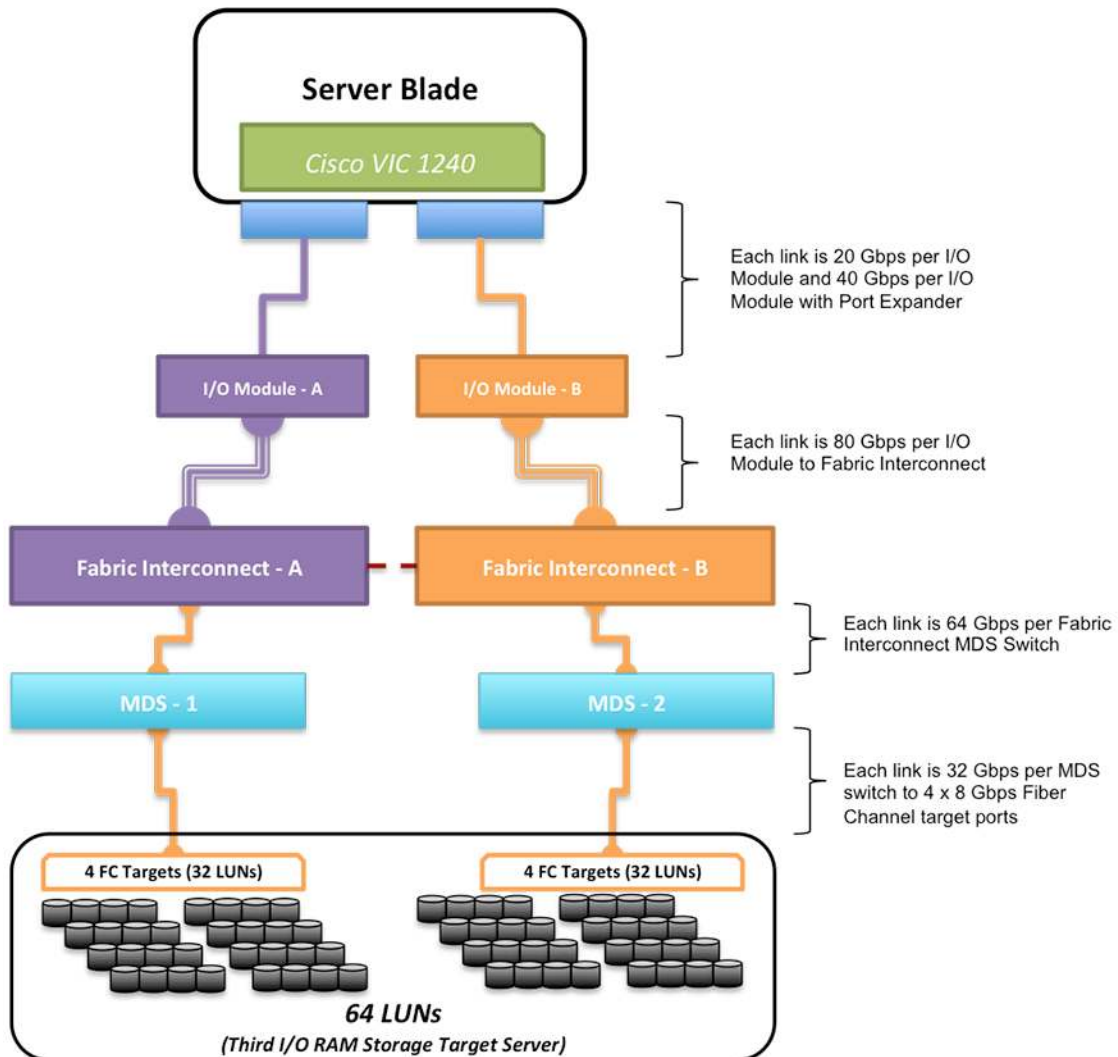 Server Blade
Cisco VIC 1240
Each link is 20 Gbps per I/O
Module and 40 Gbps per I/O
Module with Port Expander
I/O Module - A
I/O Module - B
Each link is 80 Gbps per I/O
Module to Fabric Interconnect
Fabric Interconnect - A
Fabric Interconnect - B
Each link is 64 Gbps per Fabric
Interconnect MDS Switch
MDS - 1
MDS - 2
Each link is 32 Gbps per MDS
switch to 4 x 8 Gbps Fiber
Channel target ports
4 FC Targets (32 LUNs)
4 FC Targets (32 LUNs)
64 LUNs
(Third I/O RAM Storage Target Server)